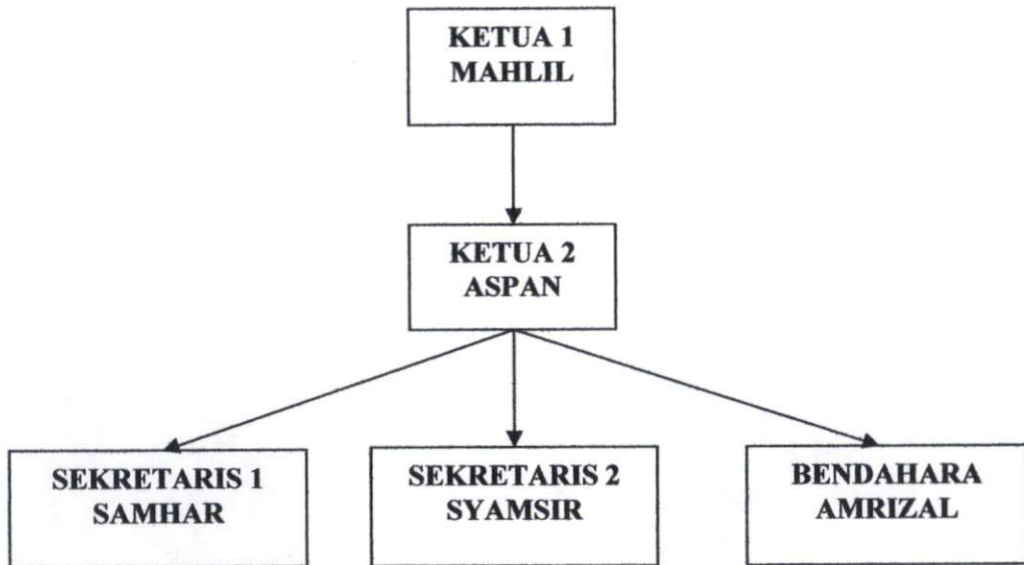 KETUA 1
MAHLIL
KETUA 2
ASPAN
SEKRETARIS 1
SAMHAR
SEKRETARIS 2
SYAMSIR
BENDAHARA
AMRIZAL